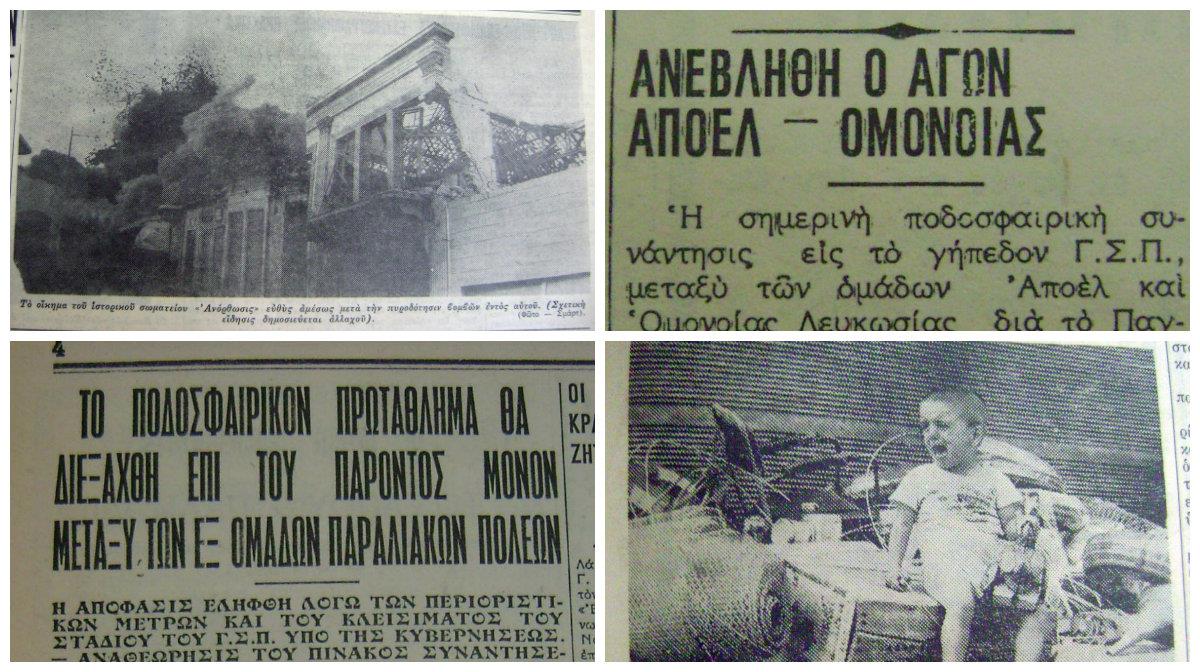 Τὸ οἴκημα τοῦ ἱστορικοῦ σωματείου «Ἀνόρθωσις» εὐθὺς ἀμέσως μετὰ τὴν πυροδότησιν βομβῶν ἐντὸς αὐτοῦ. (Σχετικὴ
εἴδησις δημοσιεύεται ἀλλαχοῦ).
(Φῶτο — Σμάρτ).
ΑΝΕΒΛΗΘΗ Ο ΑΓΩΝ
ΑΠΟΕΛ — ΟΜΟΝΟΙΑΣ
Ἡ σημερινὴ ποδοσφαιρικὴ συ-
νάντησις εἰς τὸ γήπεδον Γ.Σ.Π.,
μεταξὺ τῶν ὁμάδων Ἀποὲλ καὶ
Ὁμονοίας Λευκωσίας διὰ τὸ Παγ-
4
ΤΟ ΠΟΔΟΣΦΑΙΡΙΚΟΝ ΠΡΩΤΑΘΛΗΜΑ ΘΑ
ΔΙΕΞΑΧΘΗ ΕΠΙ ΤΟΥ ΠΑΡΟΝΤΟΣ ΜΟΝΟΝ
ΜΕΤΑΞΥ ΤΩΝ ΕΞ ΟΜΑΔΩΝ ΠΑΡΑΛΙΑΚΩΝ ΠΟΛΕΩΝ
Η ΑΠΟΦΑΣΙΣ ΕΛΗΦΘΗ ΛΟΓΩ ΤΩΝ ΠΕΡΙΟΡΙΣΤΙ-
ΚΩΝ ΜΕΤΡΩΝ ΚΑΙ ΤΟΥ ΚΛΕΙΣΙΜΑΤΟΣ ΤΟΥ
ΣΤΑΔΙΟΥ ΤΟΥ Γ.Σ.Π. ΥΠΟ ΤΗΣ ΚΥΒΕΡΝΗΣΕΩΣ.
— ΑΝΑΘΕΩΡΗΣΙΣ ΤΟΥ ΠΙΝΑΚΟΣ ΣΥΝΑΝΤΗΣΕ-
ΟΙ
ΚΡΑ
ΖΗΤ